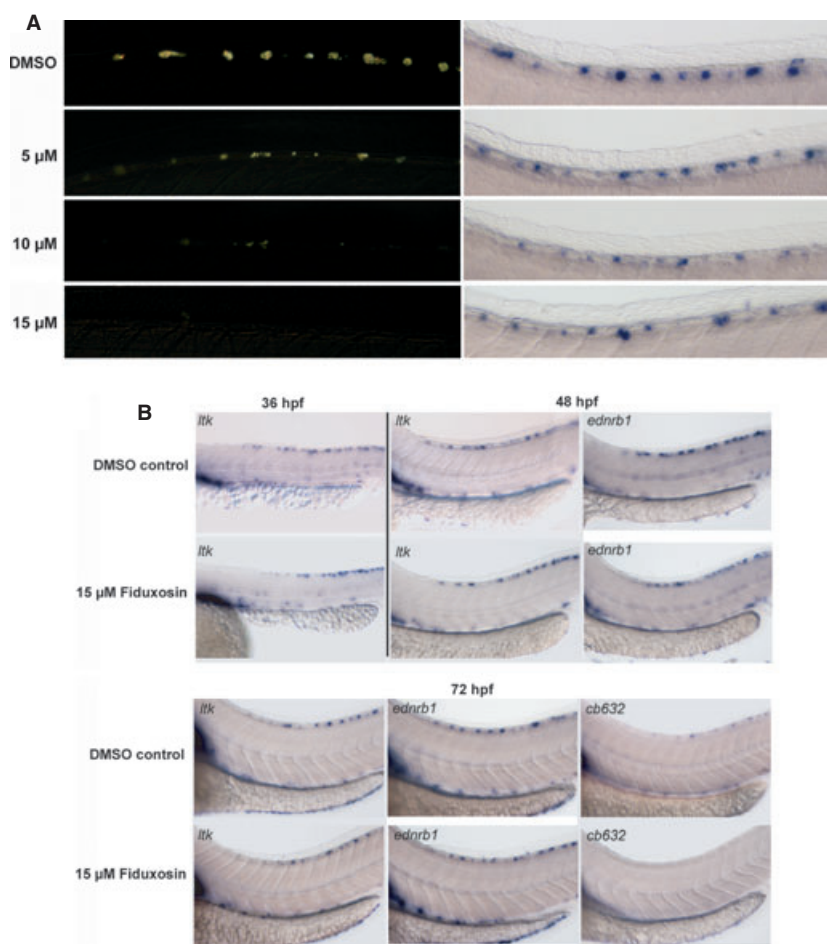 A
DMSO
5 µM
10 µM
15 µM
B
36 hpf
48 hpf
ltk
ltk
ednrb1
DMSO control
ltk
ltk
ednrb1
15 µM Fiduxosin
72 hpf
ltk
ednrb1
cb632
DMSO control
ltk
ednrb1
cb632
15 µM Fiduxosin